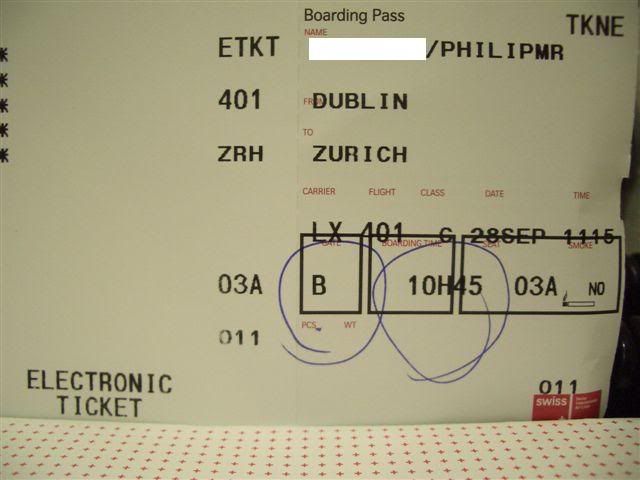 Boarding Pass
TKNE
NAME
ETKT /PHILIPMR
401 FROM DUBLIN
TO
ZRH ZURICH
CARRIER FLIGHT CLASS DATE TIME
LX 401 G 28SEP 1115
GATE BOARDING TIME SEAT SMOKE
03A B 10H45 03A NO
PCS WT
011
ELECTRONIC
TICKET
011
swiss